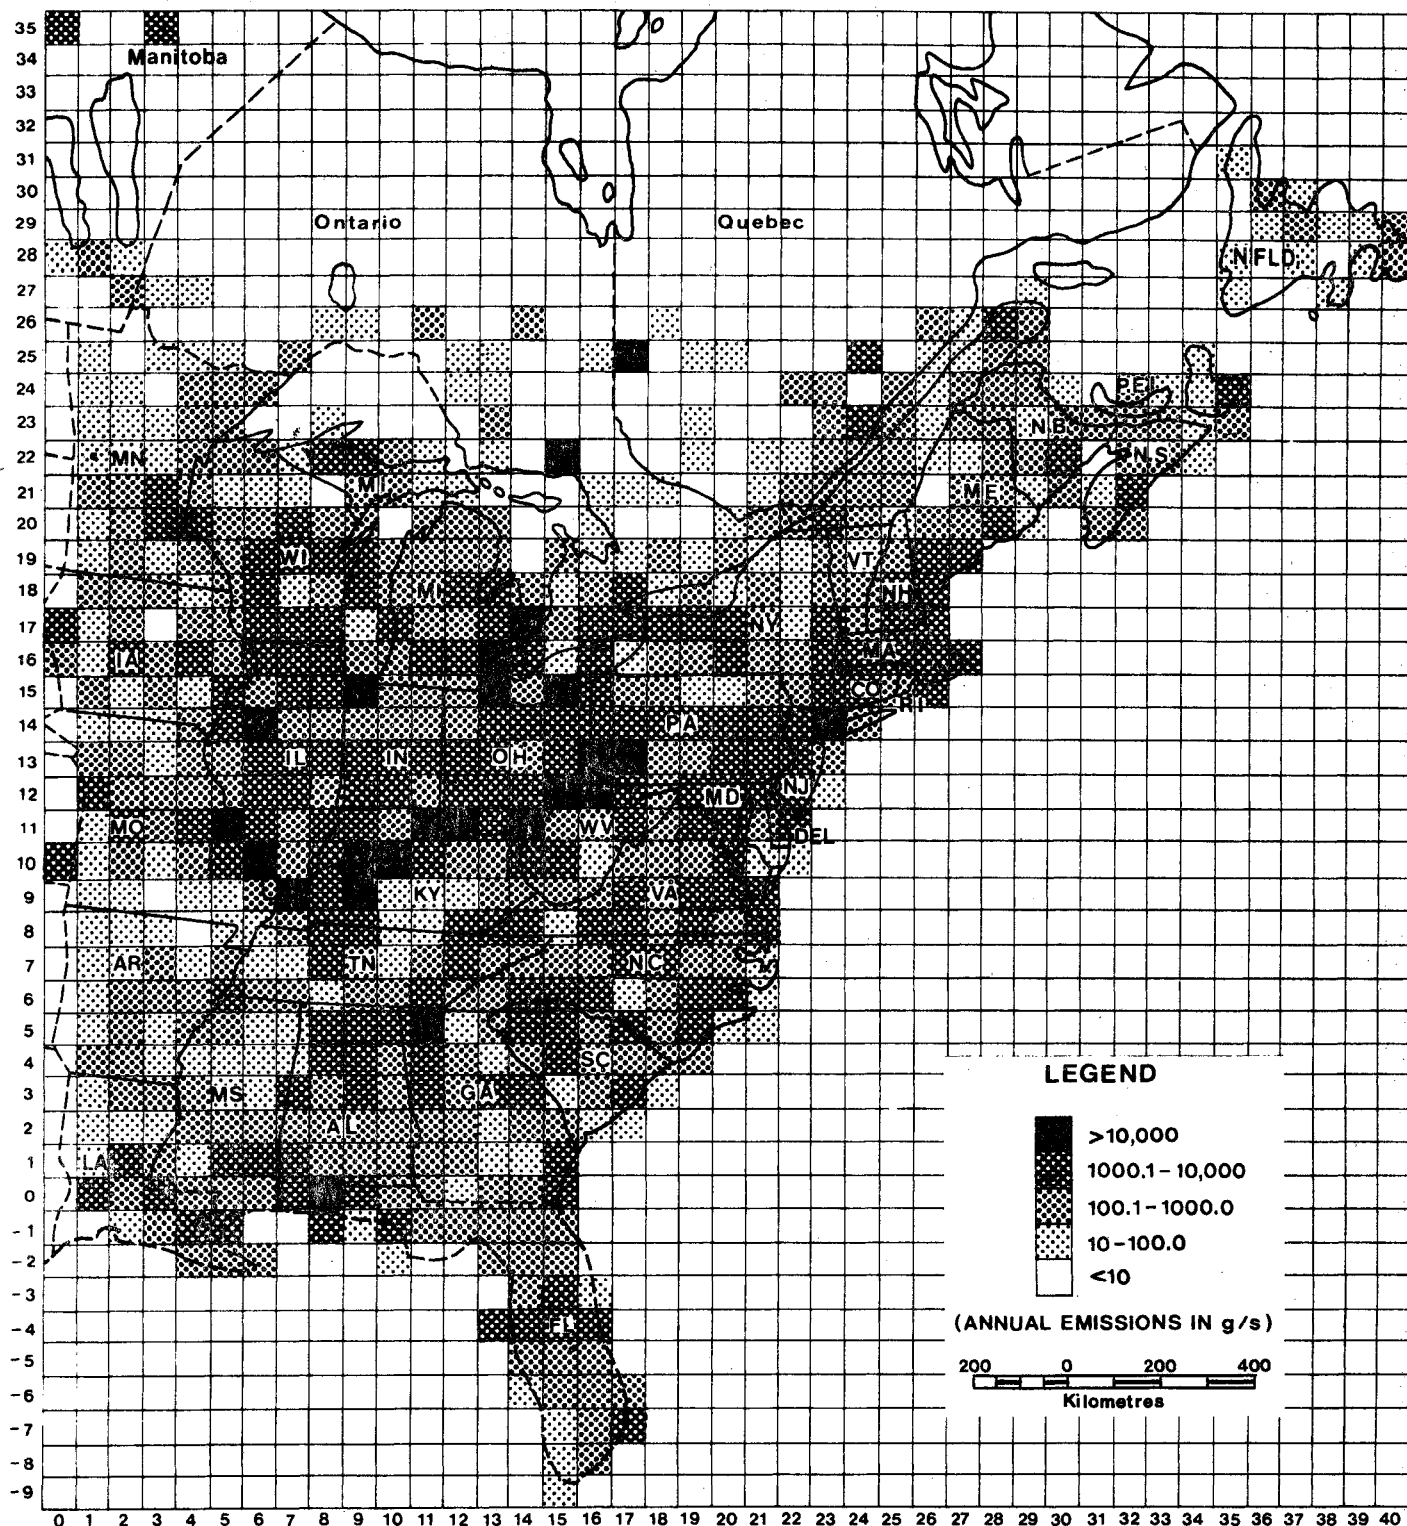 35
34 Manitoba
33
32
31
30
29 Ontario Quebec
28 NFLD
27
26
25
24 P.E.I.
23 N.B.
22 MN N.S.
21 MI ME
20
19 WI VT
18 MI NH
17 NY
16 IA MA
15 CO
RI
14 PA
13 IL IN OH
12 MD NJ
11 MO WV DEL
10
9 KY VA
8
7 AR TN NC
6
5
4 SC
3 MS GA
2 AL
1 LA
0
-1
-2
-3
-4 FL
-5
-6
-7
-8
-9
0 1 2 3 4 5 6 7 8 9 10 11 12 13 14 15 16 17 18 19 20 21 22 23 24 25 26 27 28 29 30 31 32 33 34 35 36 37 38 39 40
LEGEND
>10,000
1000.1-10,000
100.1-1000.0
10-100.0
<10
(ANNUAL EMISSIONS IN g/s)
200 0 200 400
Kilometres